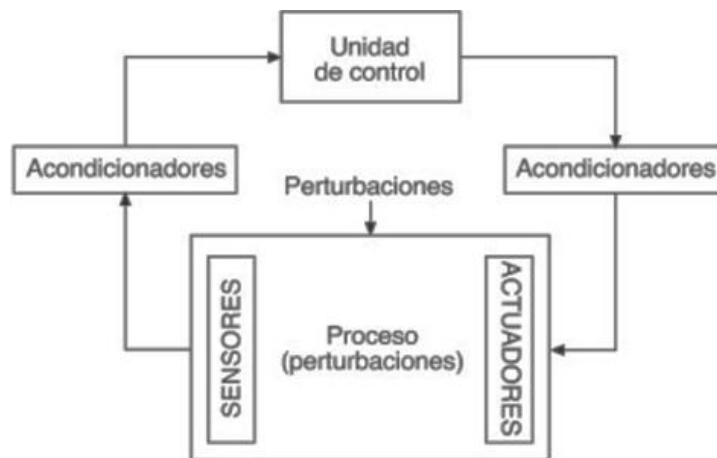 Unidad
de control
Acondicionadores
Acondicionadores
Perturbaciones
SENSORES
Proceso
(perturbaciones)
ACTUADORES